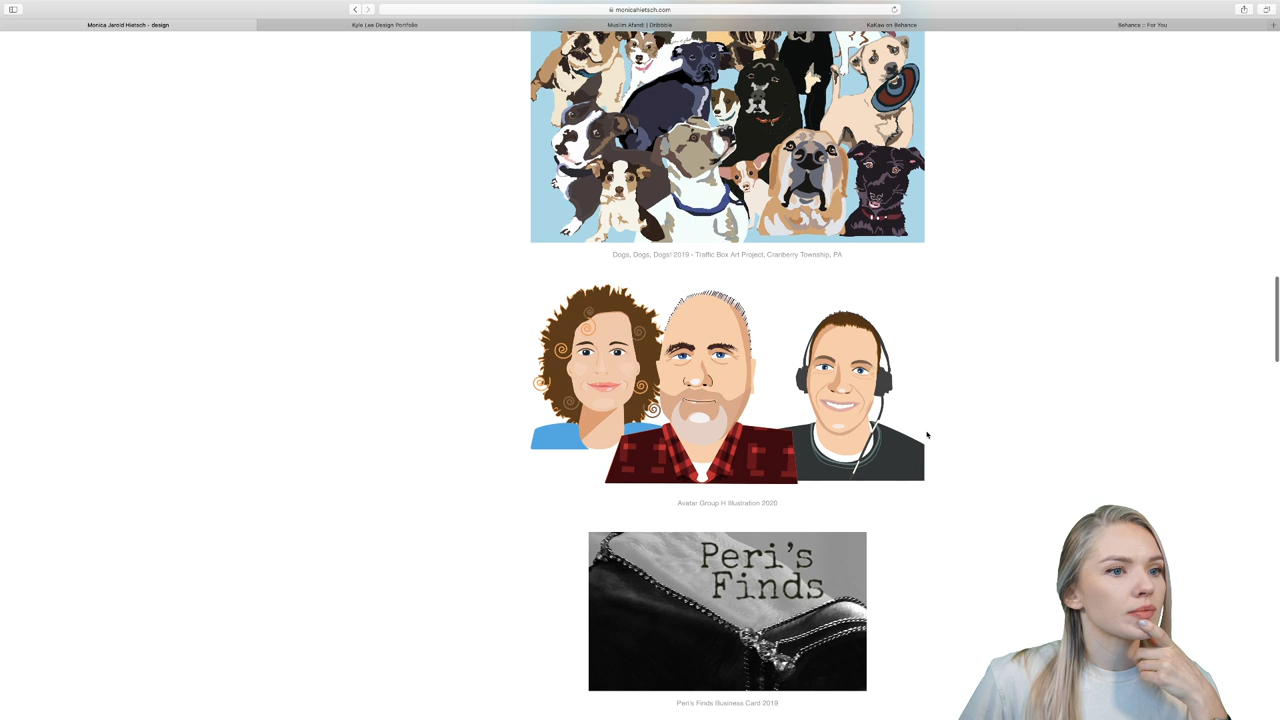 monicahietsch.com
Monica Jarold Hietsch - design
Kyle Lee Design Portfolio
Muslim Afandi | Dribbble
KaKaw on Behance
Behance :: For You
Dogs, Dogs, Dogs! 2019 - Traffic Box Art Project, Cranberry Township, PA
Avatar Group H Illustration 2020
Peri's
Finds
Peri's Finds Business Card 2019